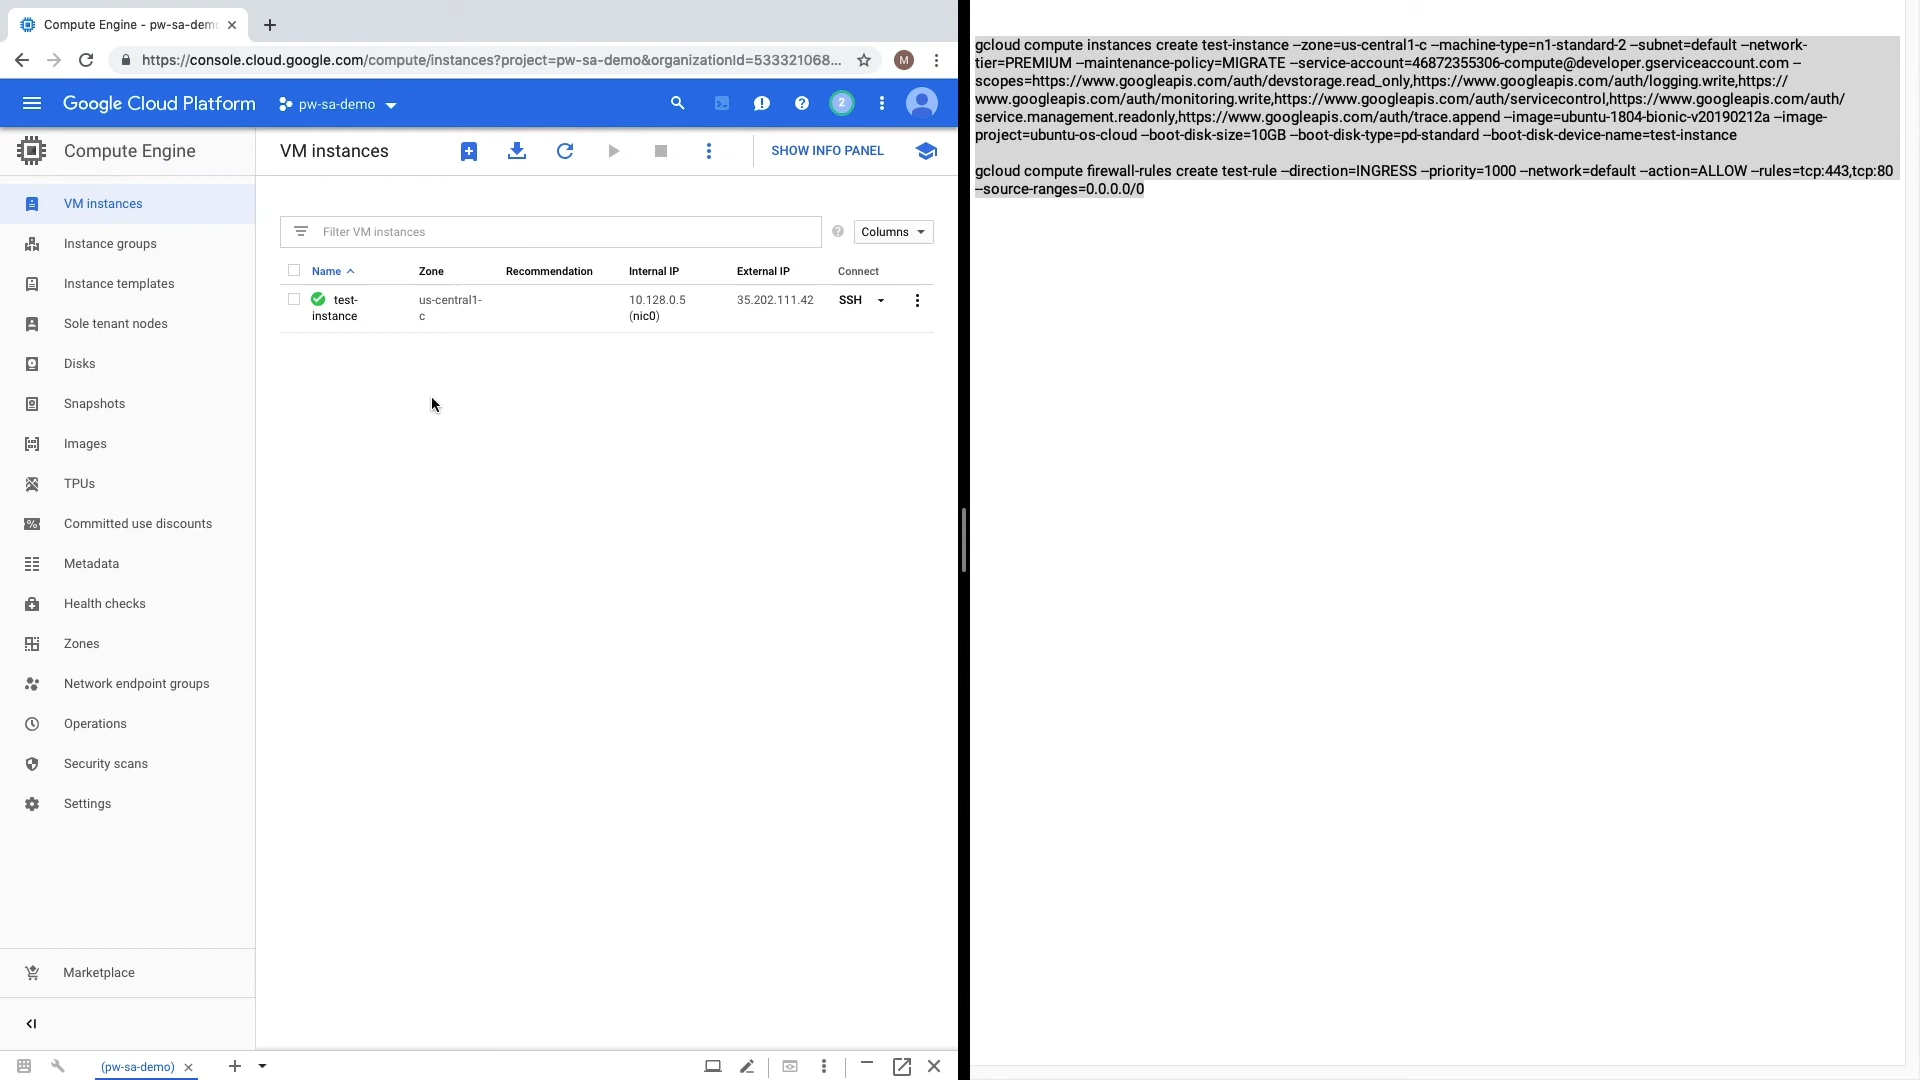 Compute Engine - pw-sa-demo
https://console.cloud.google.com/compute/instances?project=pw-sa-demo&organizationId=533321068...
M
Google Cloud Platform
pw-sa-demo
2
Compute Engine
VM instances
SHOW INFO PANEL
VM instances
Instance groups
Instance templates
Sole tenant nodes
Disks
Snapshots
Images
TPUs
Committed use discounts
Metadata
Health checks
Zones
Network endpoint groups
Operations
Security scans
Settings
Marketplace
Filter VM instances
Columns
Name Zone Recommendation Internal IP External IP Connect
test- us-central1- 10.128.0.5 35.202.111.42 SSH
instance c (nic0)
(pw-sa-demo)
gcloud compute instances create test-instance --zone=us-central1-c --machine-type=n1-standard-2 --subnet=default --network-
tier=PREMIUM --maintenance-policy=MIGRATE --service-account=46872355306-compute@developer.gserviceaccount.com --
scopes=https://www.googleapis.com/auth/devstorage.read_only,https://www.googleapis.com/auth/logging.write,https://
www.googleapis.com/auth/monitoring.write,https://www.googleapis.com/auth/servicecontrol,https://www.googleapis.com/auth/
service.management.readonly,https://www.googleapis.com/auth/trace.append --image=ubuntu-1804-bionic-v20190212a --image-
project=ubuntu-os-cloud --boot-disk-size=10GB --boot-disk-type=pd-standard --boot-disk-device-name=test-instance
gcloud compute firewall-rules create test-rule --direction=INGRESS --priority=1000 --network=default --action=ALLOW --rules=tcp:443,tcp:80
--source-ranges=0.0.0.0/0